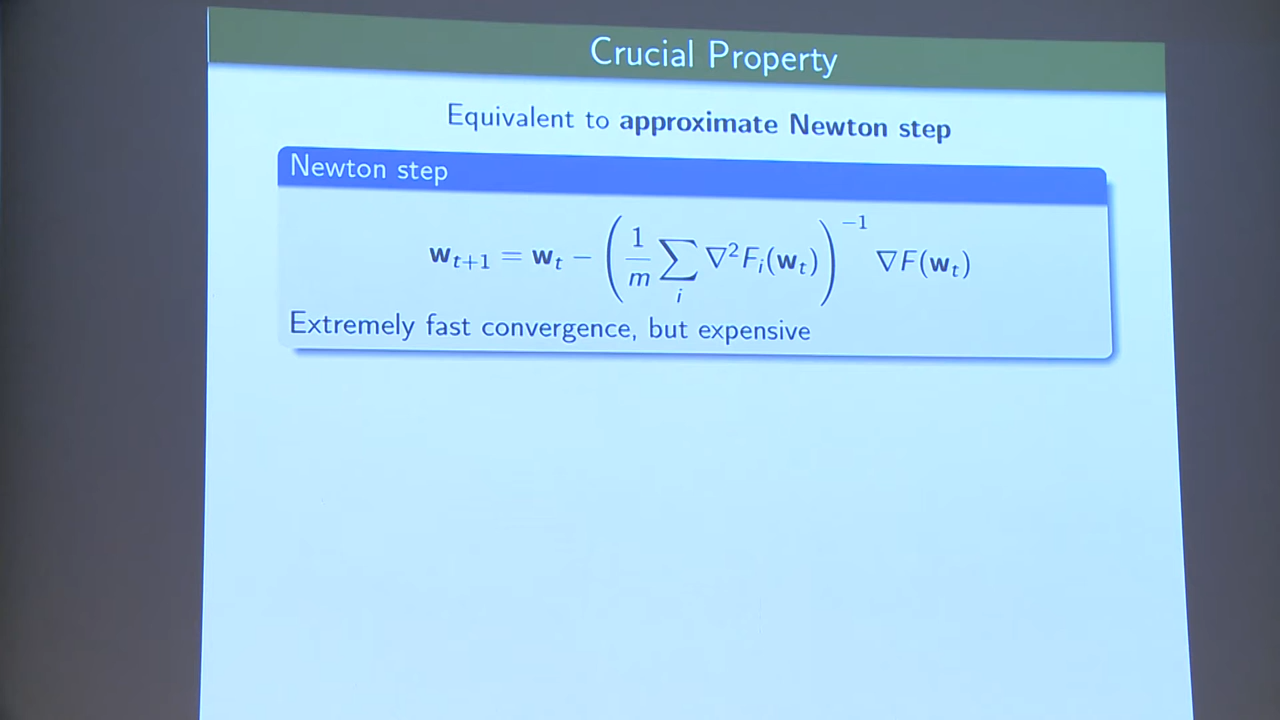 Crucial Property
Equivalent to approximate Newton step
Newton step
w_{t+1} = w_t − (1/m ∑_i ∇²F_i(w_t))^{−1} ∇F(w_t)
Extremely fast convergence, but expensive